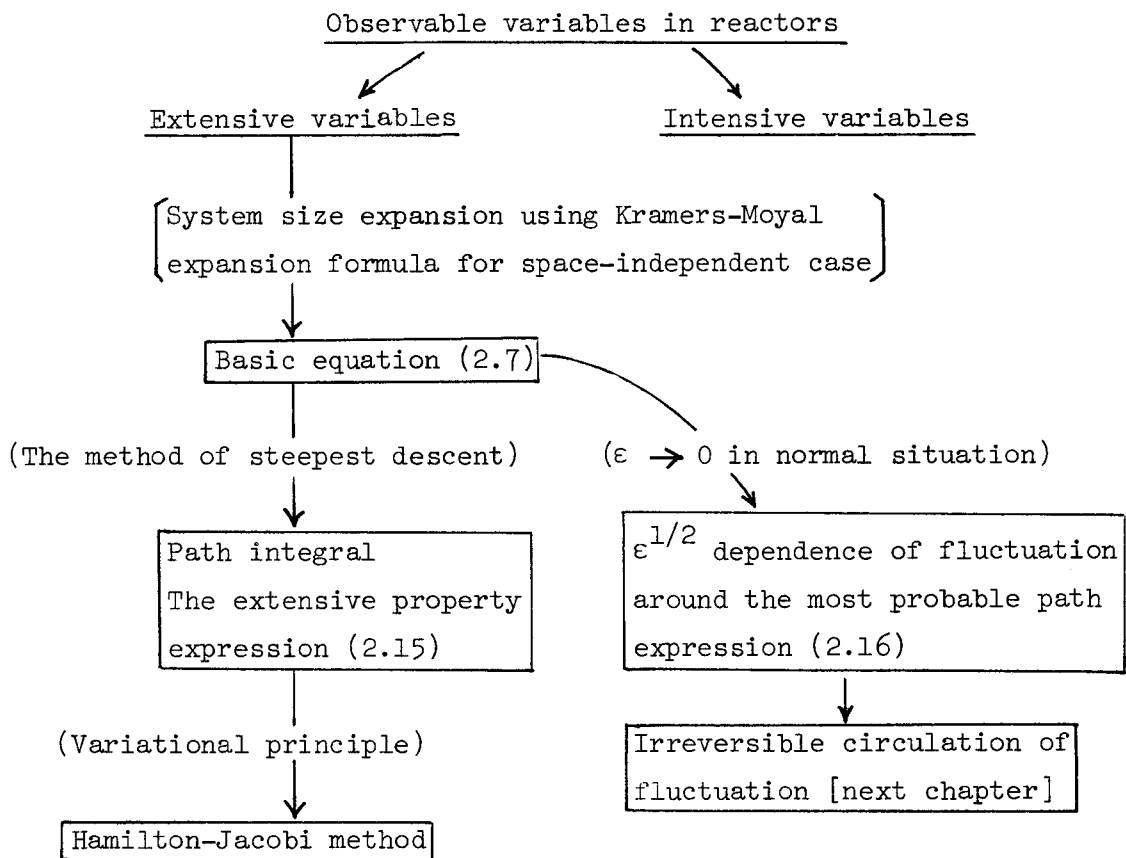 Observable variables in reactors
Extensive variables
Intensive variables
System size expansion using Kramers-Moyal
expansion formula for space-independent case
Basic equation (2.7)
(The method of steepest descent)
(ε → 0 in normal situation)
Path integral
The extensive property
expression (2.15)
ε^1/2 dependence of fluctuation
around the most probable path
expression (2.16)
(Variational principle)
Irreversible circulation of
fluctuation [next chapter]
Hamilton-Jacobi method